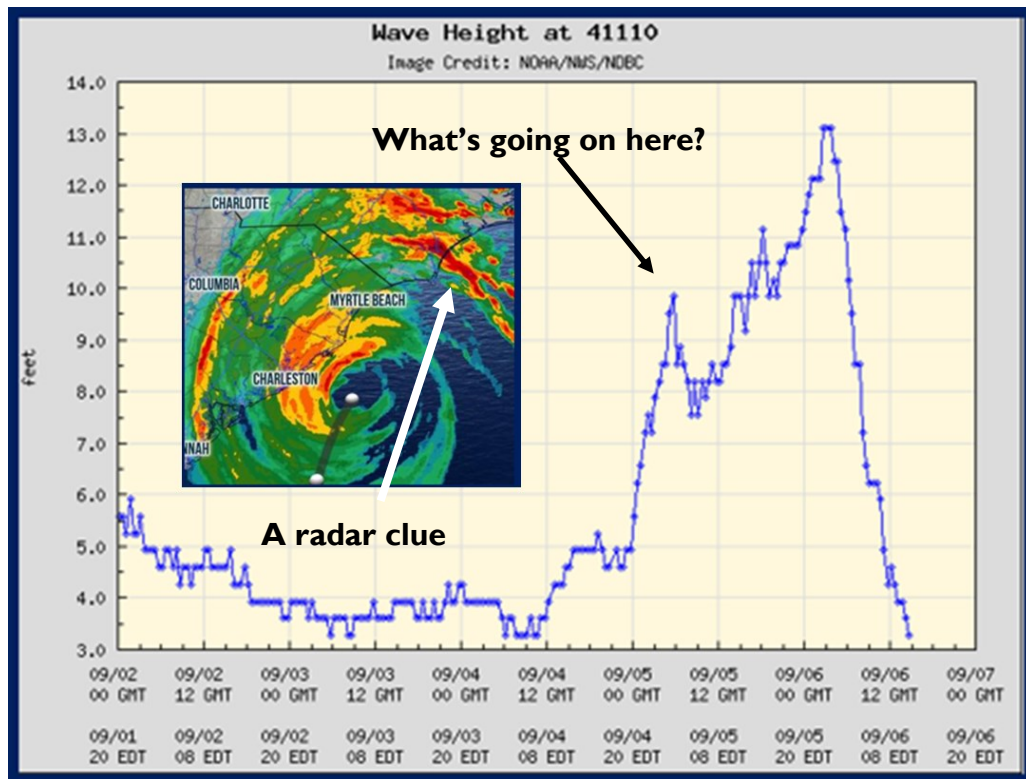 Wave Height at 41110
Image Credit: NOAA/NWS/NDBC
14.0
13.0
12.0
11.0
10.0
9.0
8.0
7.0
6.0
5.0
4.0
3.0
feet
What's going on here?
CHARLOTTE
COLUMBIA
MYRTLE BEACH
CHARLESTON
NNAH
A radar clue
09/02 09/02 09/03 09/03 09/04 09/04 09/05 09/05 09/06 09/06 09/07
00 GMT 12 GMT 00 GMT 12 GMT 00 GMT 12 GMT 00 GMT 12 GMT 00 GMT 12 GMT 00 GMT
09/01 09/02 09/02 09/03 09/03 09/04 09/04 09/05 09/05 09/06 09/06
20 EDT 08 EDT 20 EDT 08 EDT 20 EDT 08 EDT 20 EDT 08 EDT 20 EDT 08 EDT 20 EDT